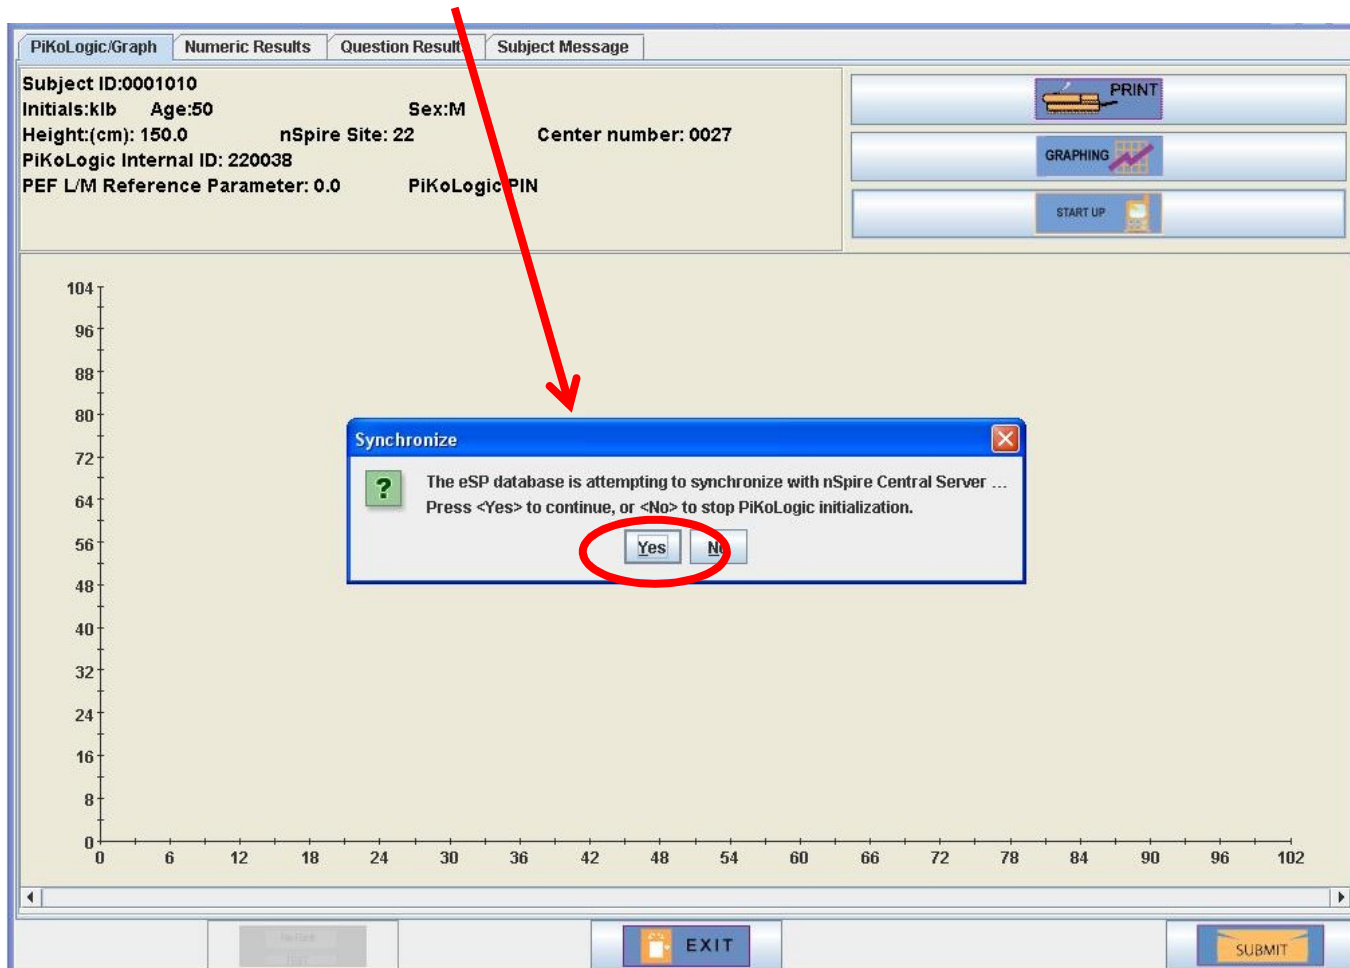 PiKoLogic/Graph Numeric Results Question Results Subject Message
Subject ID:0001010
Initials:klb Age:50 Sex:M
Height:(cm): 150.0 nSpire Site: 22 Center number: 0027
PiKoLogic Internal ID: 220038
PEF L/M Reference Parameter: 0.0 PiKoLogic PIN
PRINT
GRAPHING
START UP
104
96
88
80
72
64
56
48
40
32
24
16
8
0
Synchronize
The eSP database is attempting to synchronize with nSpire Central Server ...
Press <Yes> to continue, or <No> to stop PiKoLogic initialization.
Yes No
0 6 12 18 24 30 36 42 48 54 60 66 72 78 84 90 96 102
EXIT SUBMIT